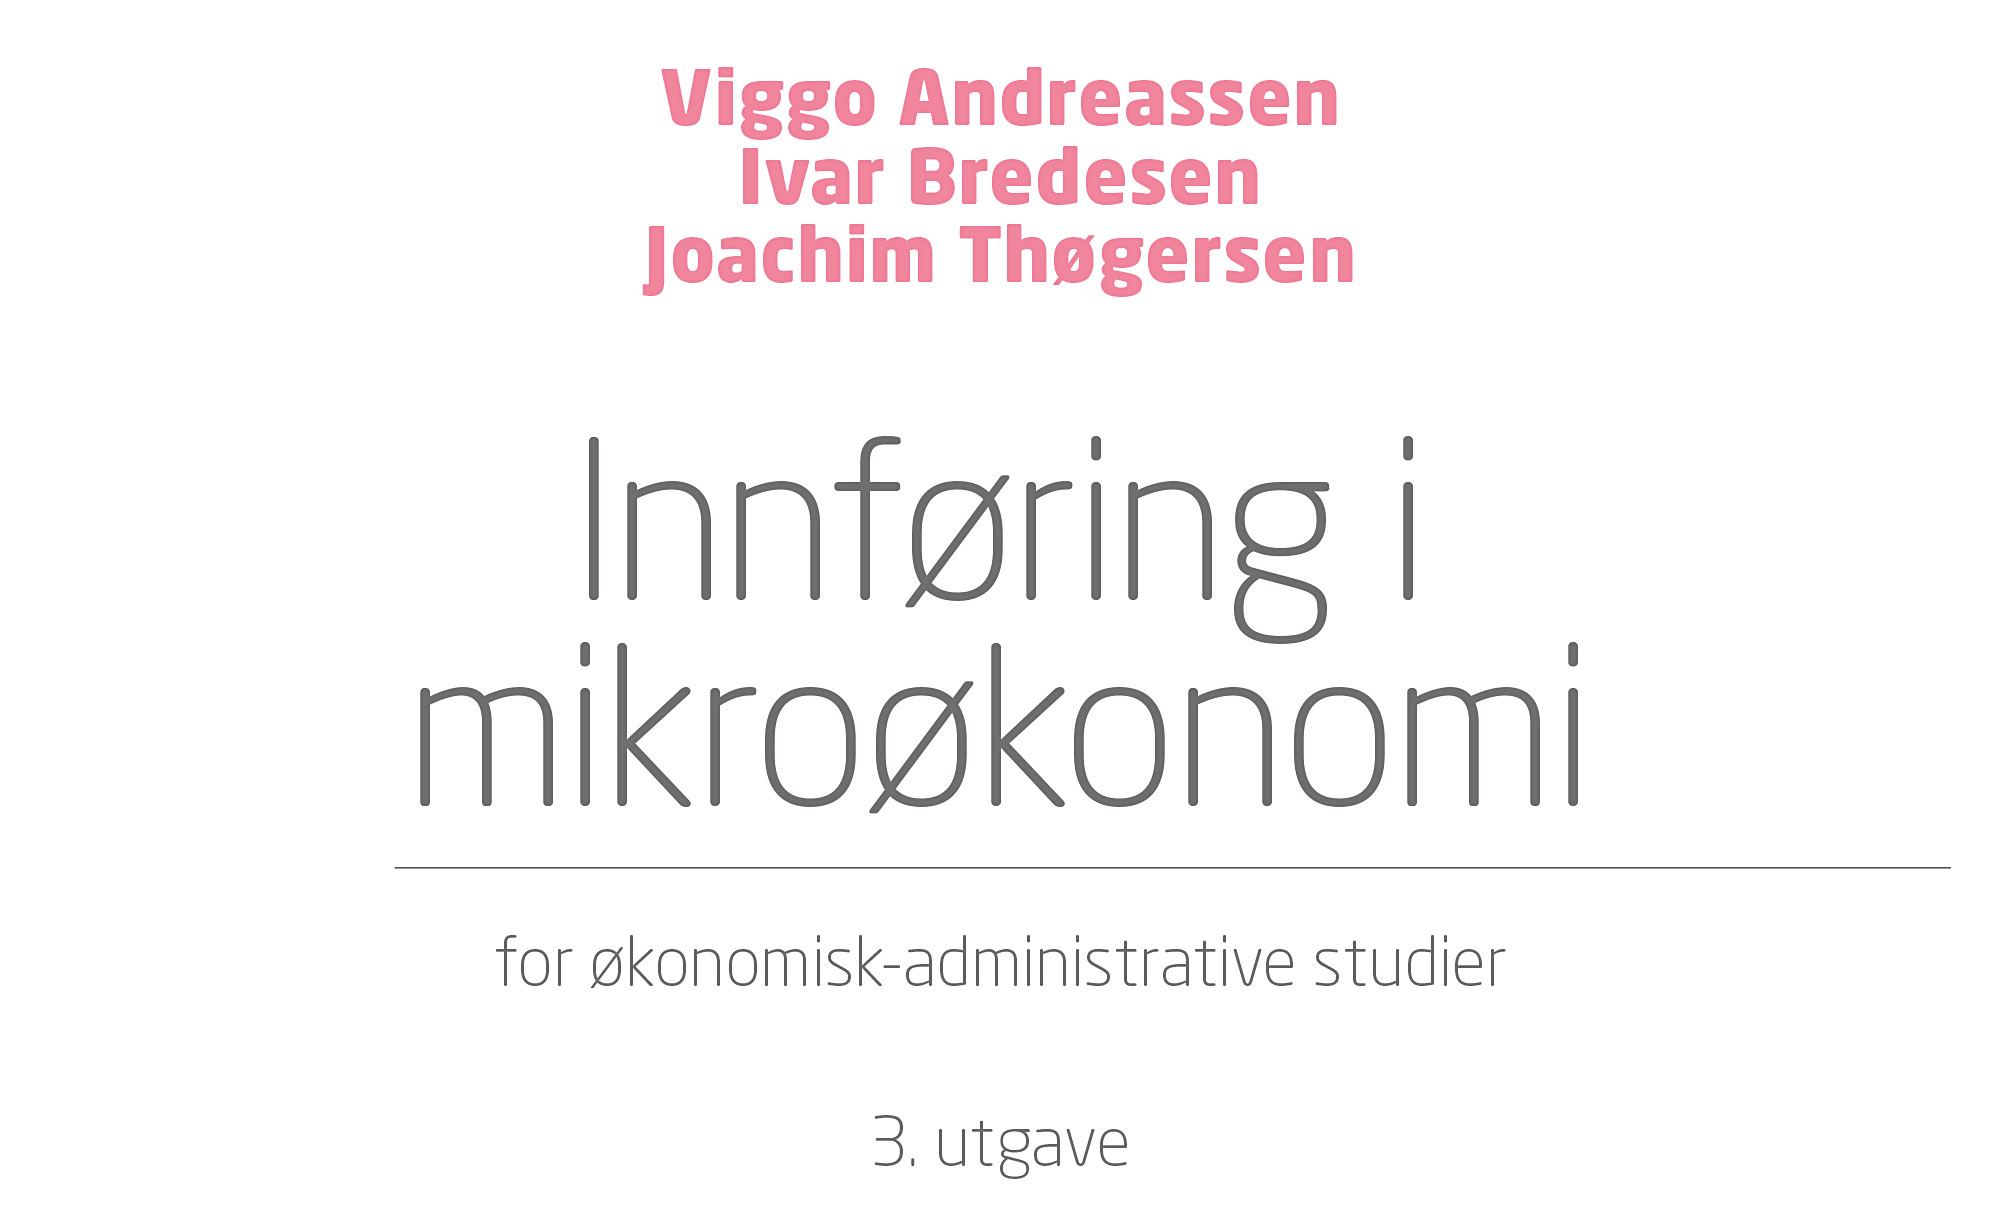 Viggo Andreassen
Ivar Bredesen
Joachim Thøgersen
Innføring i
mikroøkonomi
for økonomisk-administrative studier
3. utgave